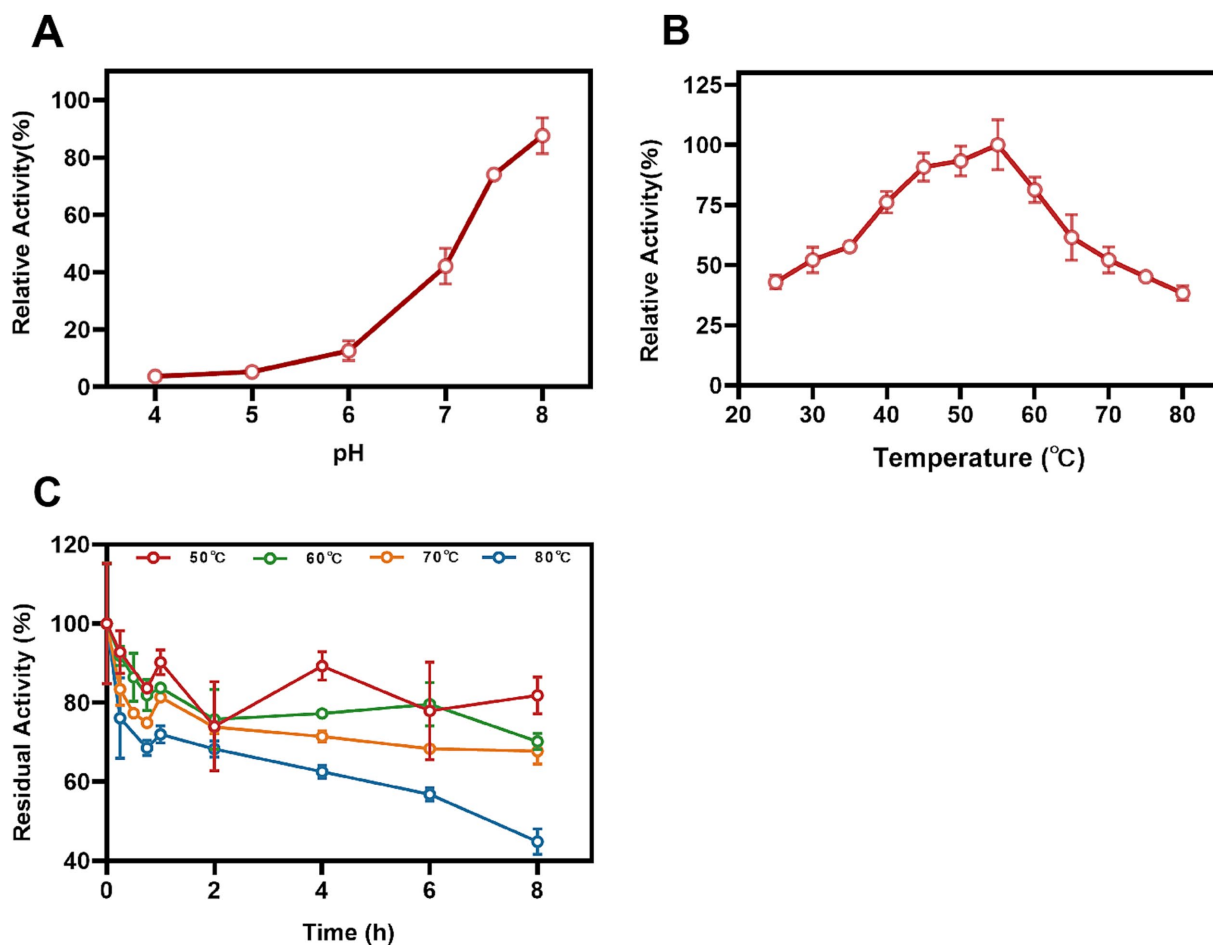 A
Relative Activity(%)
100
80
60
40
20
0
4 5 6 7 8
pH
B
Relative Activity(%)
125
100
75
50
25
0
20 30 40 50 60 70 80
Temperature (℃)
C
Residual Activity (%)
120
100
80
60
40
50℃ 60℃ 70℃ 80℃
0 2 4 6 8
Time (h)